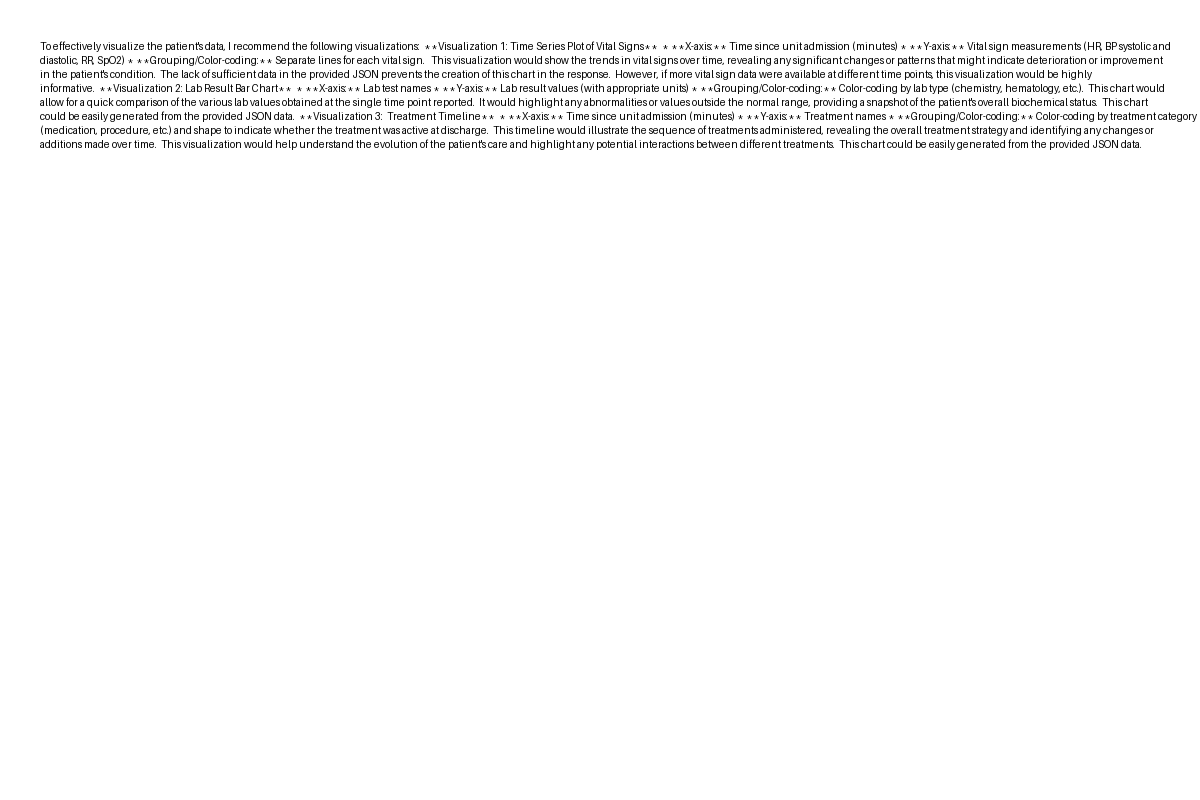 To effectively visualize the patient's data, I recommend the following visualizations:  **Visualization 1: Time Series Plot of Vital Signs**  * **X-axis:** Time since unit admission (minutes) * **Y-axis:** Vital sign measurements (HR, BP systolic and
diastolic, RR, SpO2) * **Grouping/Color-coding:** Separate lines for each vital sign.  This visualization would show the trends in vital signs over time, revealing any significant changes or patterns that might indicate deterioration or improvement
in the patient's condition.  The lack of sufficient data in the provided JSON prevents the creation of this chart in the response.  However, if more vital sign data were available at different time points, this visualization would be highly
informative.  **Visualization 2: Lab Result Bar Chart**  * **X-axis:** Lab test names * **Y-axis:** Lab result values (with appropriate units) * **Grouping/Color-coding:** Color-coding by lab type (chemistry, hematology, etc.).  This chart would
allow for a quick comparison of the various lab values obtained at the single time point reported.  It would highlight any abnormalities or values outside the normal range, providing a snapshot of the patient's overall biochemical status.  This chart
could be easily generated from the provided JSON data.  **Visualization 3:  Treatment Timeline**  * **X-axis:** Time since unit admission (minutes) * **Y-axis:** Treatment names * **Grouping/Color-coding:** Color-coding by treatment category
(medication, procedure, etc.) and shape to indicate whether the treatment was active at discharge.  This timeline would illustrate the sequence of treatments administered, revealing the overall treatment strategy and identifying any changes or
additions made over time.  This visualization would help understand the evolution of the patient's care and highlight any potential interactions between different treatments.  This chart could be easily generated from the provided JSON data.